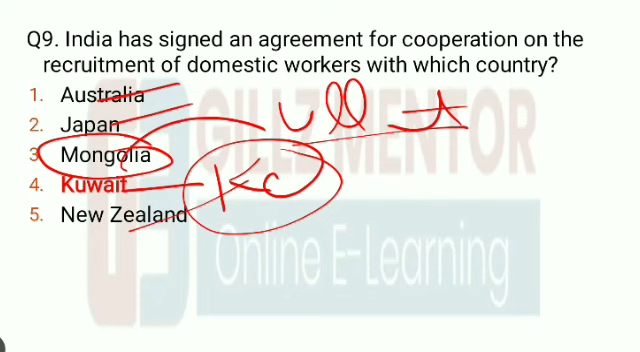 Q9. India has signed an agreement for cooperation on the
recruitment of domestic workers with which country?
1. Australia
2. Japan
3. Mongolia
4. Kuwait
5. New Zealand
Online E-Learning